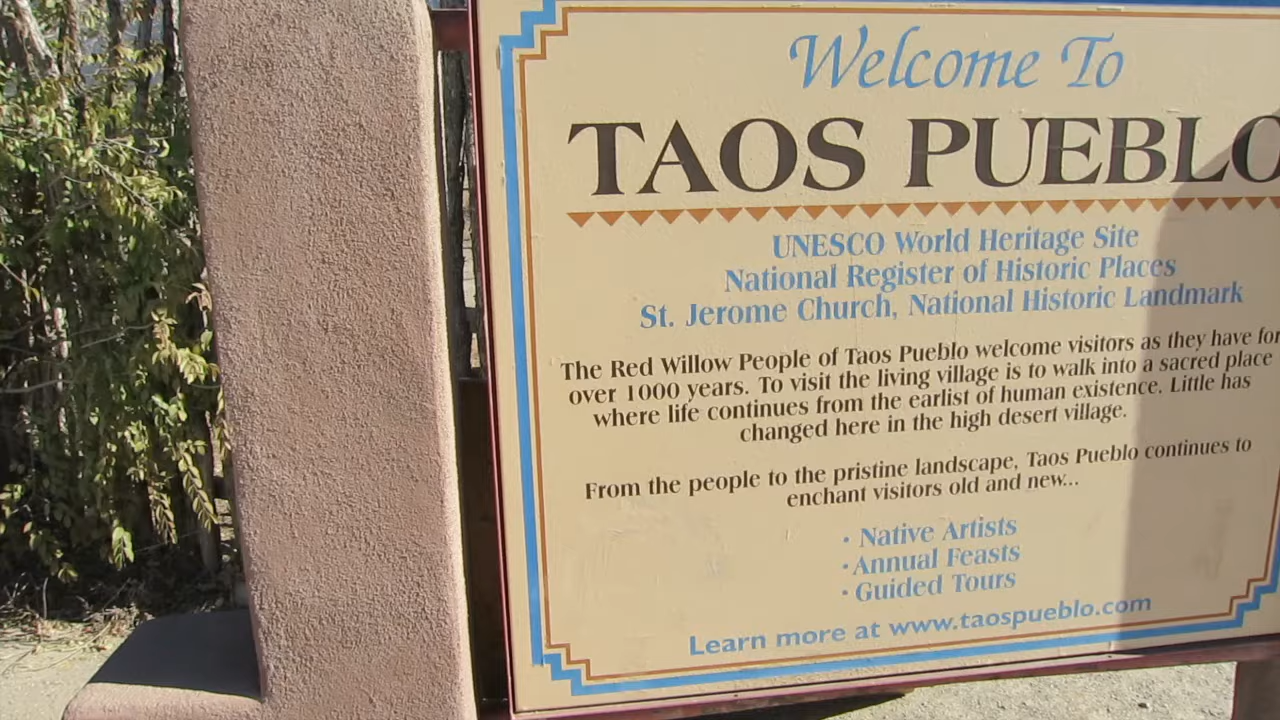 Welcome To
TAOS PUEBLO
UNESCO World Heritage Site
National Register of Historic Places
St. Jerome Church, National Historic Landmark
The Red Willow People of Taos Pueblo welcome visitors as they have for
over 1000 years. To visit the living village is to walk into a sacred place
where life continues from the earlist of human existence. Little has
changed here in the high desert village.
From the people to the pristine landscape, Taos Pueblo continues to
enchant visitors old and new...
· Native Artists
· Annual Feasts
· Guided Tours
Learn more at www.taospueblo.com